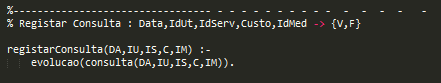 %--------------------------------- - - - - - - - - - - - - - - -
% Registar Consulta : Data,IdUt,IdServ,Custo,IdMed -> {V,F}
registarConsulta(DA,IU,IS,C,IM) :-
    evolucao(consulta(DA,IU,IS,C,IM)).